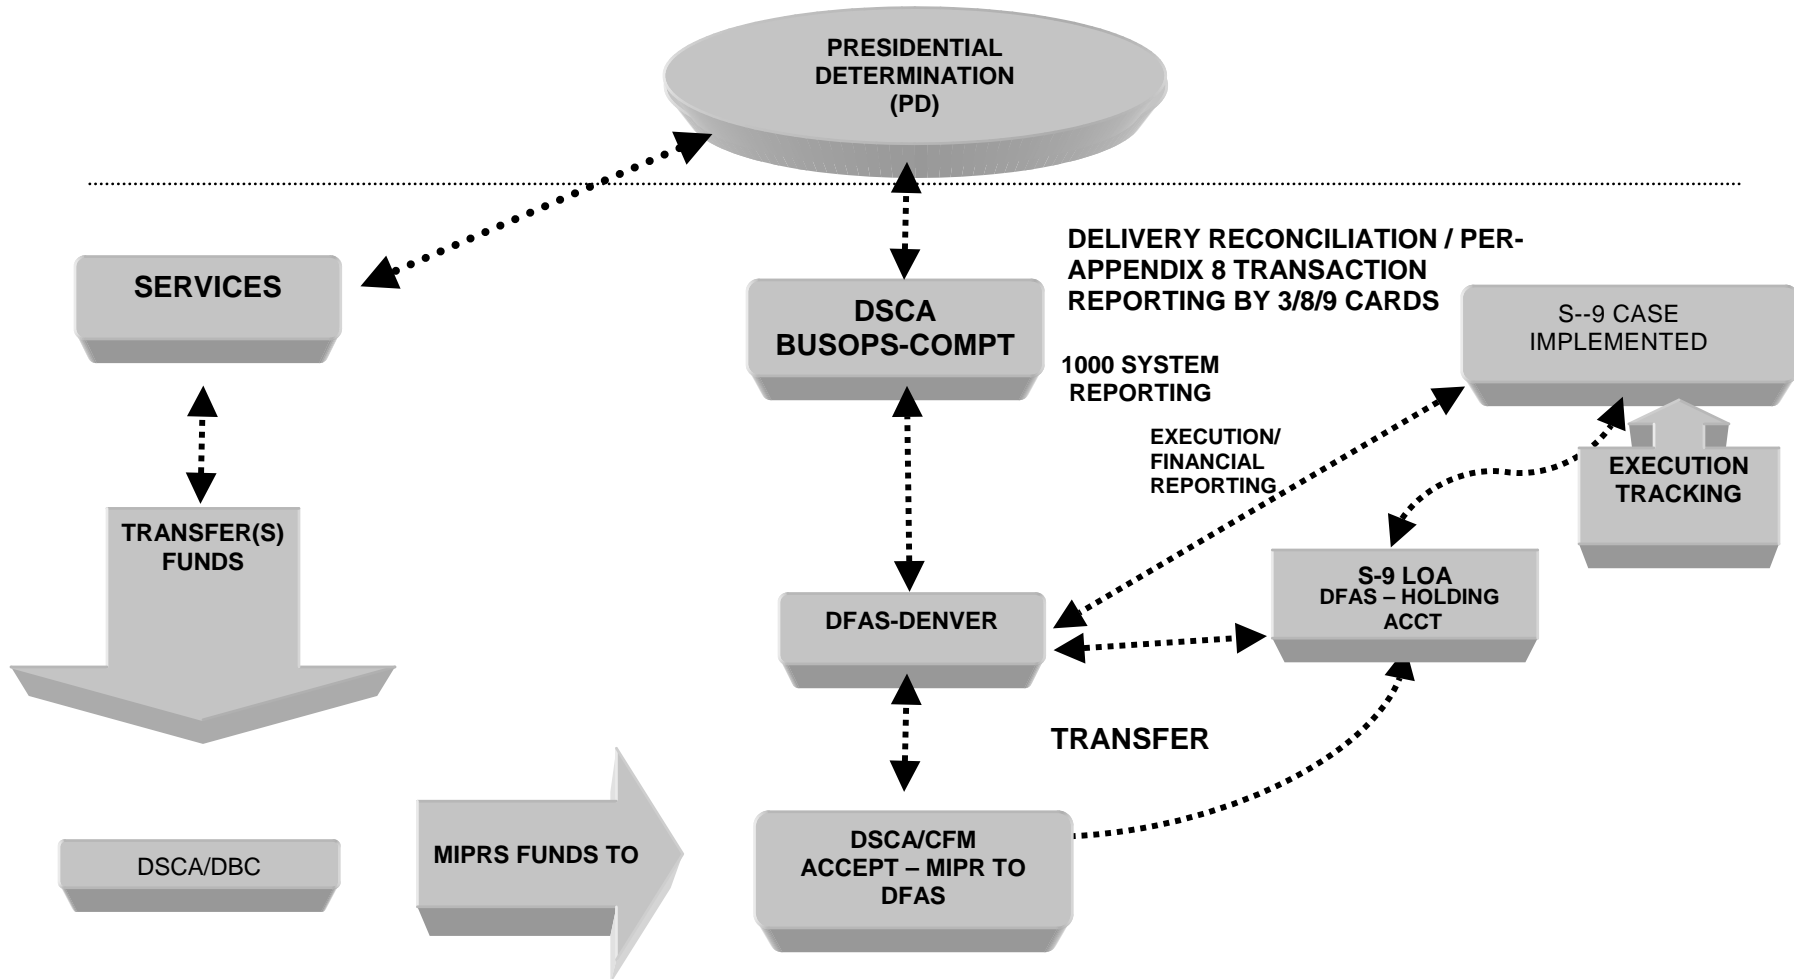 PRESIDENTIAL
DETERMINATION
(PD)
SERVICES
DSCA
BUSOPS-COMPT
DELIVERY RECONCILIATION / PER-
APPENDIX 8 TRANSACTION
REPORTING BY 3/8/9 CARDS
S--9 CASE
IMPLEMENTED
1000 SYSTEM
REPORTING
EXECUTION/
FINANCIAL
REPORTING
EXECUTION
TRACKING
TRANSFER(S)
FUNDS
DFAS-DENVER
S-9 LOA
DFAS – HOLDING
ACCT
TRANSFER
DSCA/DBC
MIPRS FUNDS TO
DSCA/CFM
ACCEPT – MIPR TO
DFAS